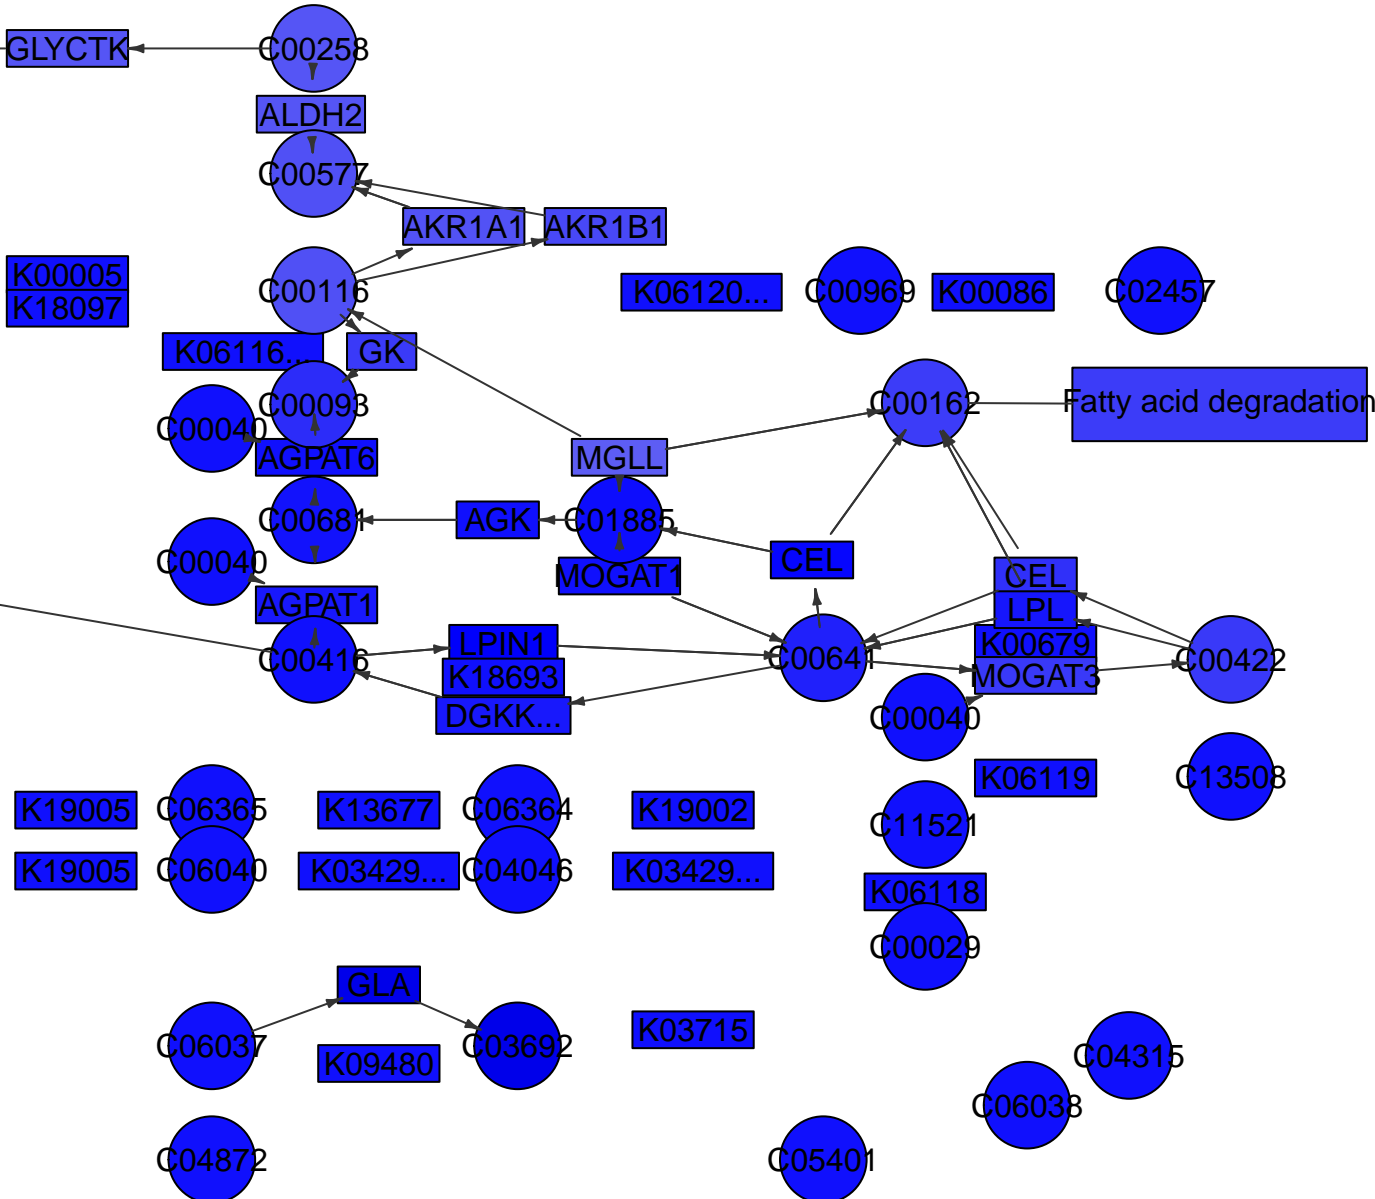 GLYCTK
C00258
ALDH2
C00577
AKR1A1
AKR1B1
K00005
K18097
C00116
K06120...
C00969
K00086
C02457
K06116...
GK
C00093
C00040
AGPAT6
MGLL
C00162
Fatty acid degradation
C00681
AGK
C01885
C00040
MOGAT1
CEL
CEL
AGPAT1
LPL
C00416
LPIN1
K18693
DGKK...
C00641
K00679
MOGAT3
C00422
C00040
K06119
C13508
K19005
C06365
K13677
C06364
K19002
C11521
K19005
C06040
K03429...
C04046
K03429...
K06118
C00029
GLA
C06037
K09480
C03692
K03715
C04315
C06038
C04872
C05401